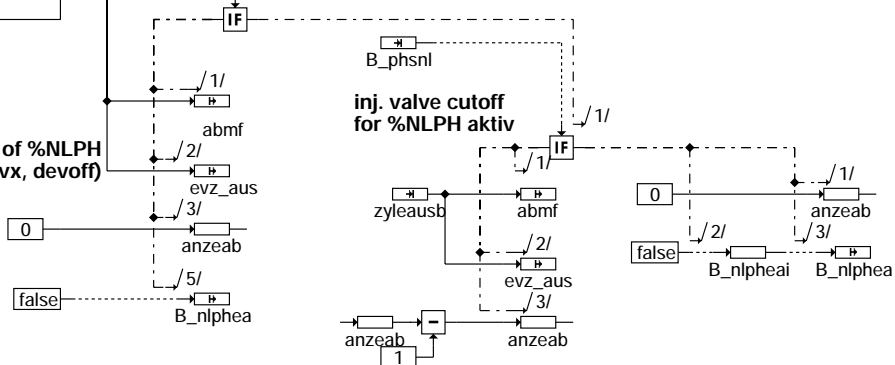 IF
B_phsnl
1/
abmf
of %NLPH
vx, devoff)
2/
evz_aus
0
3/
anzeab
false
5/
B_nlphea
inj. valve cutoff
for %NLPH aktiv
1/
IF
1/
zyleausb
abmf
2/
evz_aus
3/
anzeab
−
anzeab
1
0
1/
anzeab
false
2/
3/
B_nlpheai
B_nlphea